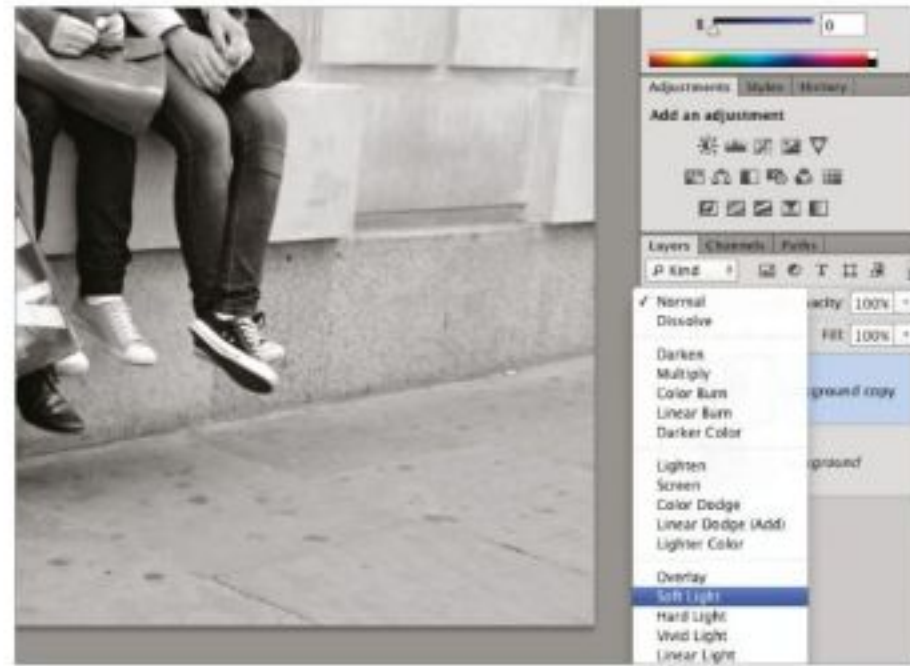 B 0
Adjustments Styles History
Add an adjustment
Layers Channels Paths
Kind T
✓ Normal acity: 100%
Dissolve
Fill: 100%
Darken
Multiply
Color Burn ground copy
Linear Burn
Darker Color
Lighten ground
Screen
Color Dodge
Linear Dodge (Add)
Lighter Color
Overlay
Soft Light
Hard Light
Vivid Light
Linear Light